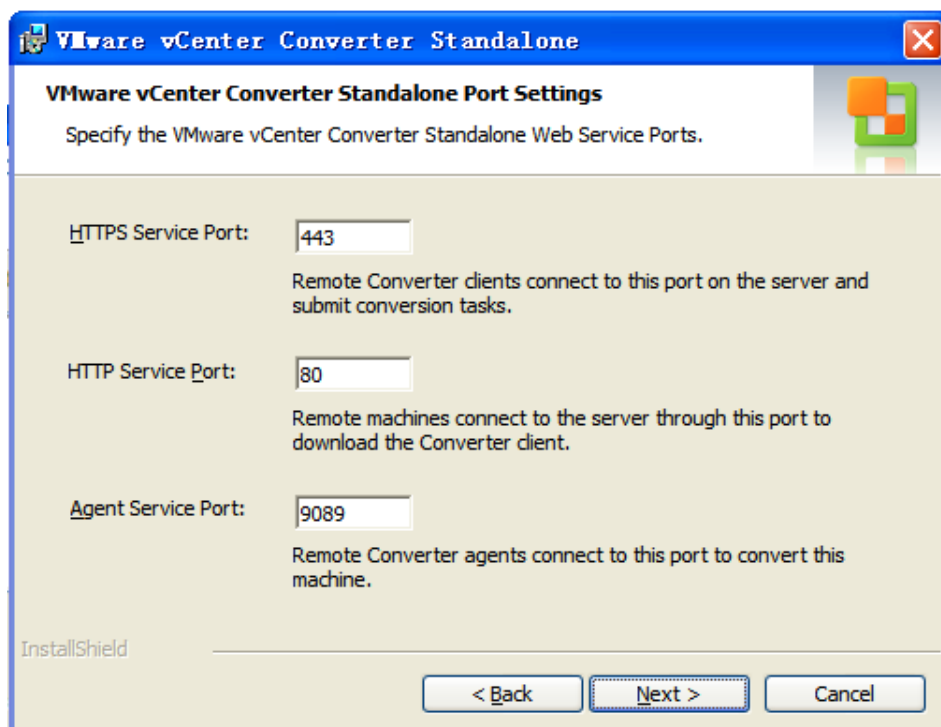 VMware vCenter Converter Standalone
VMware vCenter Converter Standalone Port Settings
Specify the VMware vCenter Converter Standalone Web Service Ports.
HTTPS Service Port:
443
Remote Converter clients connect to this port on the server and
submit conversion tasks.
HTTP Service Port:
80
Remote machines connect to the server through this port to
download the Converter client.
Agent Service Port:
9089
Remote Converter agents connect to this port to convert this
machine.
InstallShield
< Back
Next >
Cancel